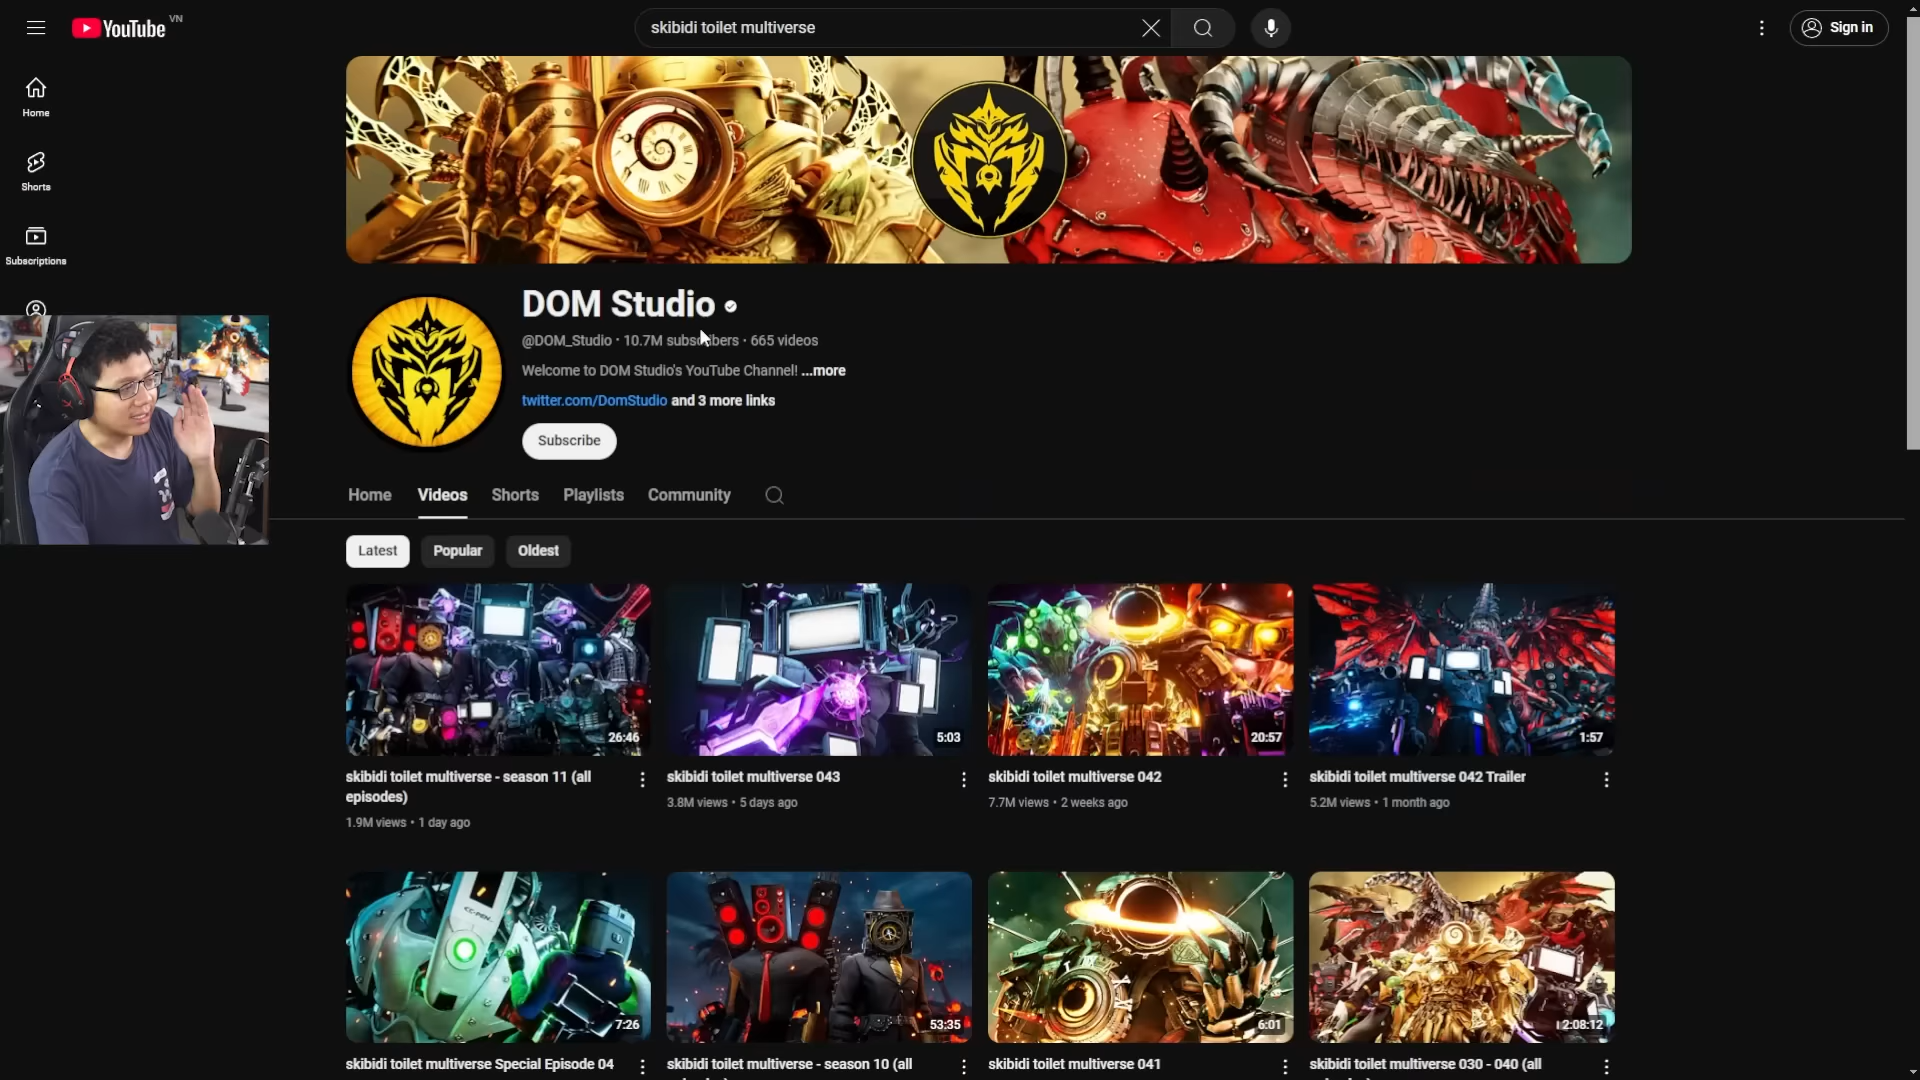 YouTube VN
skibidi toilet multiverse
Sign in
Home
Shorts
Subscriptions
DOM Studio
@DOM_Studio • 10.7M subscribers • 665 videos
Welcome to DOM Studio's YouTube Channel! ...more
twitter.com/DomStudio and 3 more links
Subscribe
Home Videos Shorts Playlists Community
Latest Popular Oldest
26:46
5:03
20:57
1:57
skibidi toilet multiverse - season 11 (all
episodes)
1.9M views • 1 day ago
skibidi toilet multiverse 043
3.8M views • 5 days ago
skibidi toilet multiverse 042
7.7M views • 2 weeks ago
skibidi toilet multiverse 042 Trailer
5.2M views • 1 month ago
7:26
53:35
6:01
2:08:12
skibidi toilet multiverse Special Episode 04
skibidi toilet multiverse - season 10 (all
skibidi toilet multiverse 041
skibidi toilet multiverse 030 - 040 (all